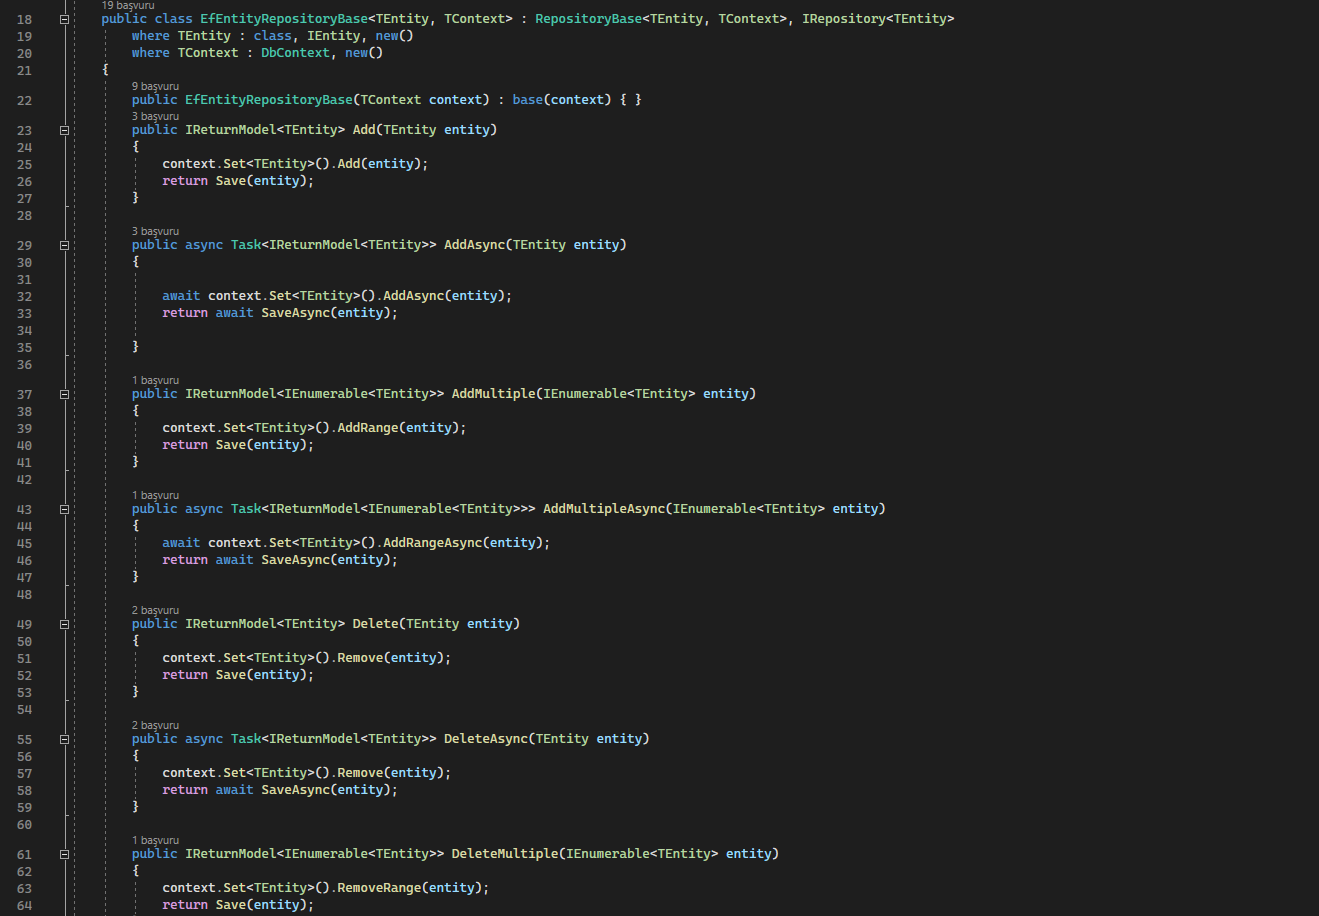 19 başvuru
18 public class EfEntityRepositoryBase<TEntity, TContext> : RepositoryBase<TEntity, TContext>, IRepository<TEntity>
19 where TEntity : class, IEntity, new()
20 where TContext : DbContext, new()
21 {
9 başvuru
22 public EfEntityRepositoryBase(TContext context) : base(context) { }
3 başvuru
23 public IReturnModel<TEntity> Add(TEntity entity)
24 {
25 context.Set<TEntity>().Add(entity);
26 return Save(entity);
27 }
28
3 başvuru
29 public async Task<IReturnModel<TEntity>> AddAsync(TEntity entity)
30 {
31
32 await context.Set<TEntity>().AddAsync(entity);
33 return await SaveAsync(entity);
34
35 }
36
1 başvuru
37 public IReturnModel<IEnumerable<TEntity>> AddMultiple(IEnumerable<TEntity> entity)
38 {
39 context.Set<TEntity>().AddRange(entity);
40 return Save(entity);
41 }
42
1 başvuru
43 public async Task<IReturnModel<IEnumerable<TEntity>>> AddMultipleAsync(IEnumerable<TEntity> entity)
44 {
45 await context.Set<TEntity>().AddRangeAsync(entity);
46 return await SaveAsync(entity);
47 }
48
2 başvuru
49 public IReturnModel<TEntity> Delete(TEntity entity)
50 {
51 context.Set<TEntity>().Remove(entity);
52 return Save(entity);
53 }
54
2 başvuru
55 public async Task<IReturnModel<TEntity>> DeleteAsync(TEntity entity)
56 {
57 context.Set<TEntity>().Remove(entity);
58 return await SaveAsync(entity);
59 }
60
1 başvuru
61 public IReturnModel<IEnumerable<TEntity>> DeleteMultiple(IEnumerable<TEntity> entity)
62 {
63 context.Set<TEntity>().RemoveRange(entity);
64 return Save(entity);